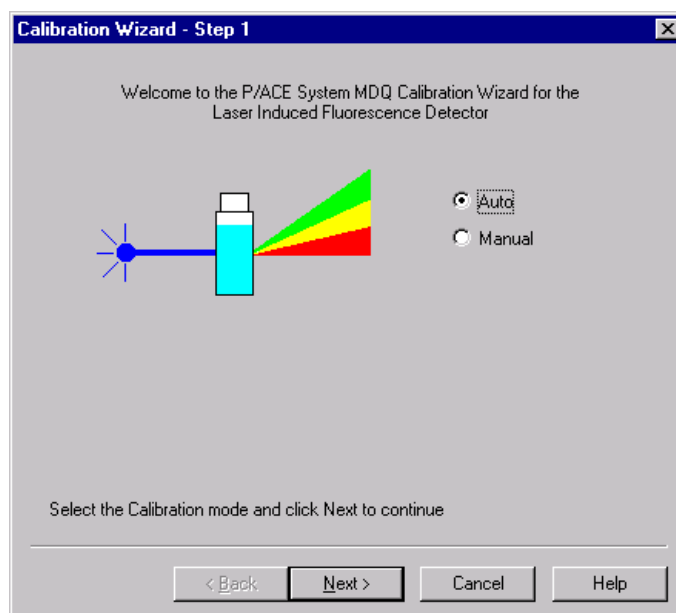 Calibration Wizard - Step 1
Welcome to the P/ACE System MDQ Calibration Wizard for the
Laser Induced Fluorescence Detector
Auto
Manual
Select the Calibration mode and click Next to continue
< Back
Next >
Cancel
Help